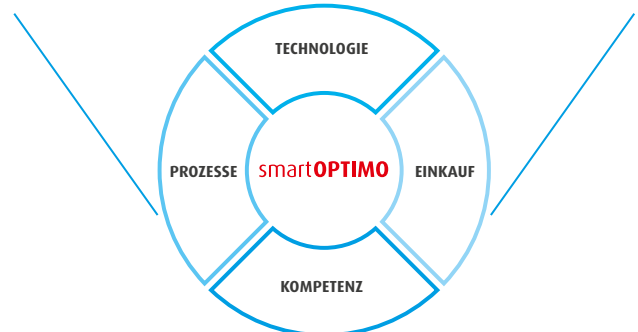 TECHNOLOGIE
PROZESSE
smartOPTIMO
EINKAUF
KOMPETENZ